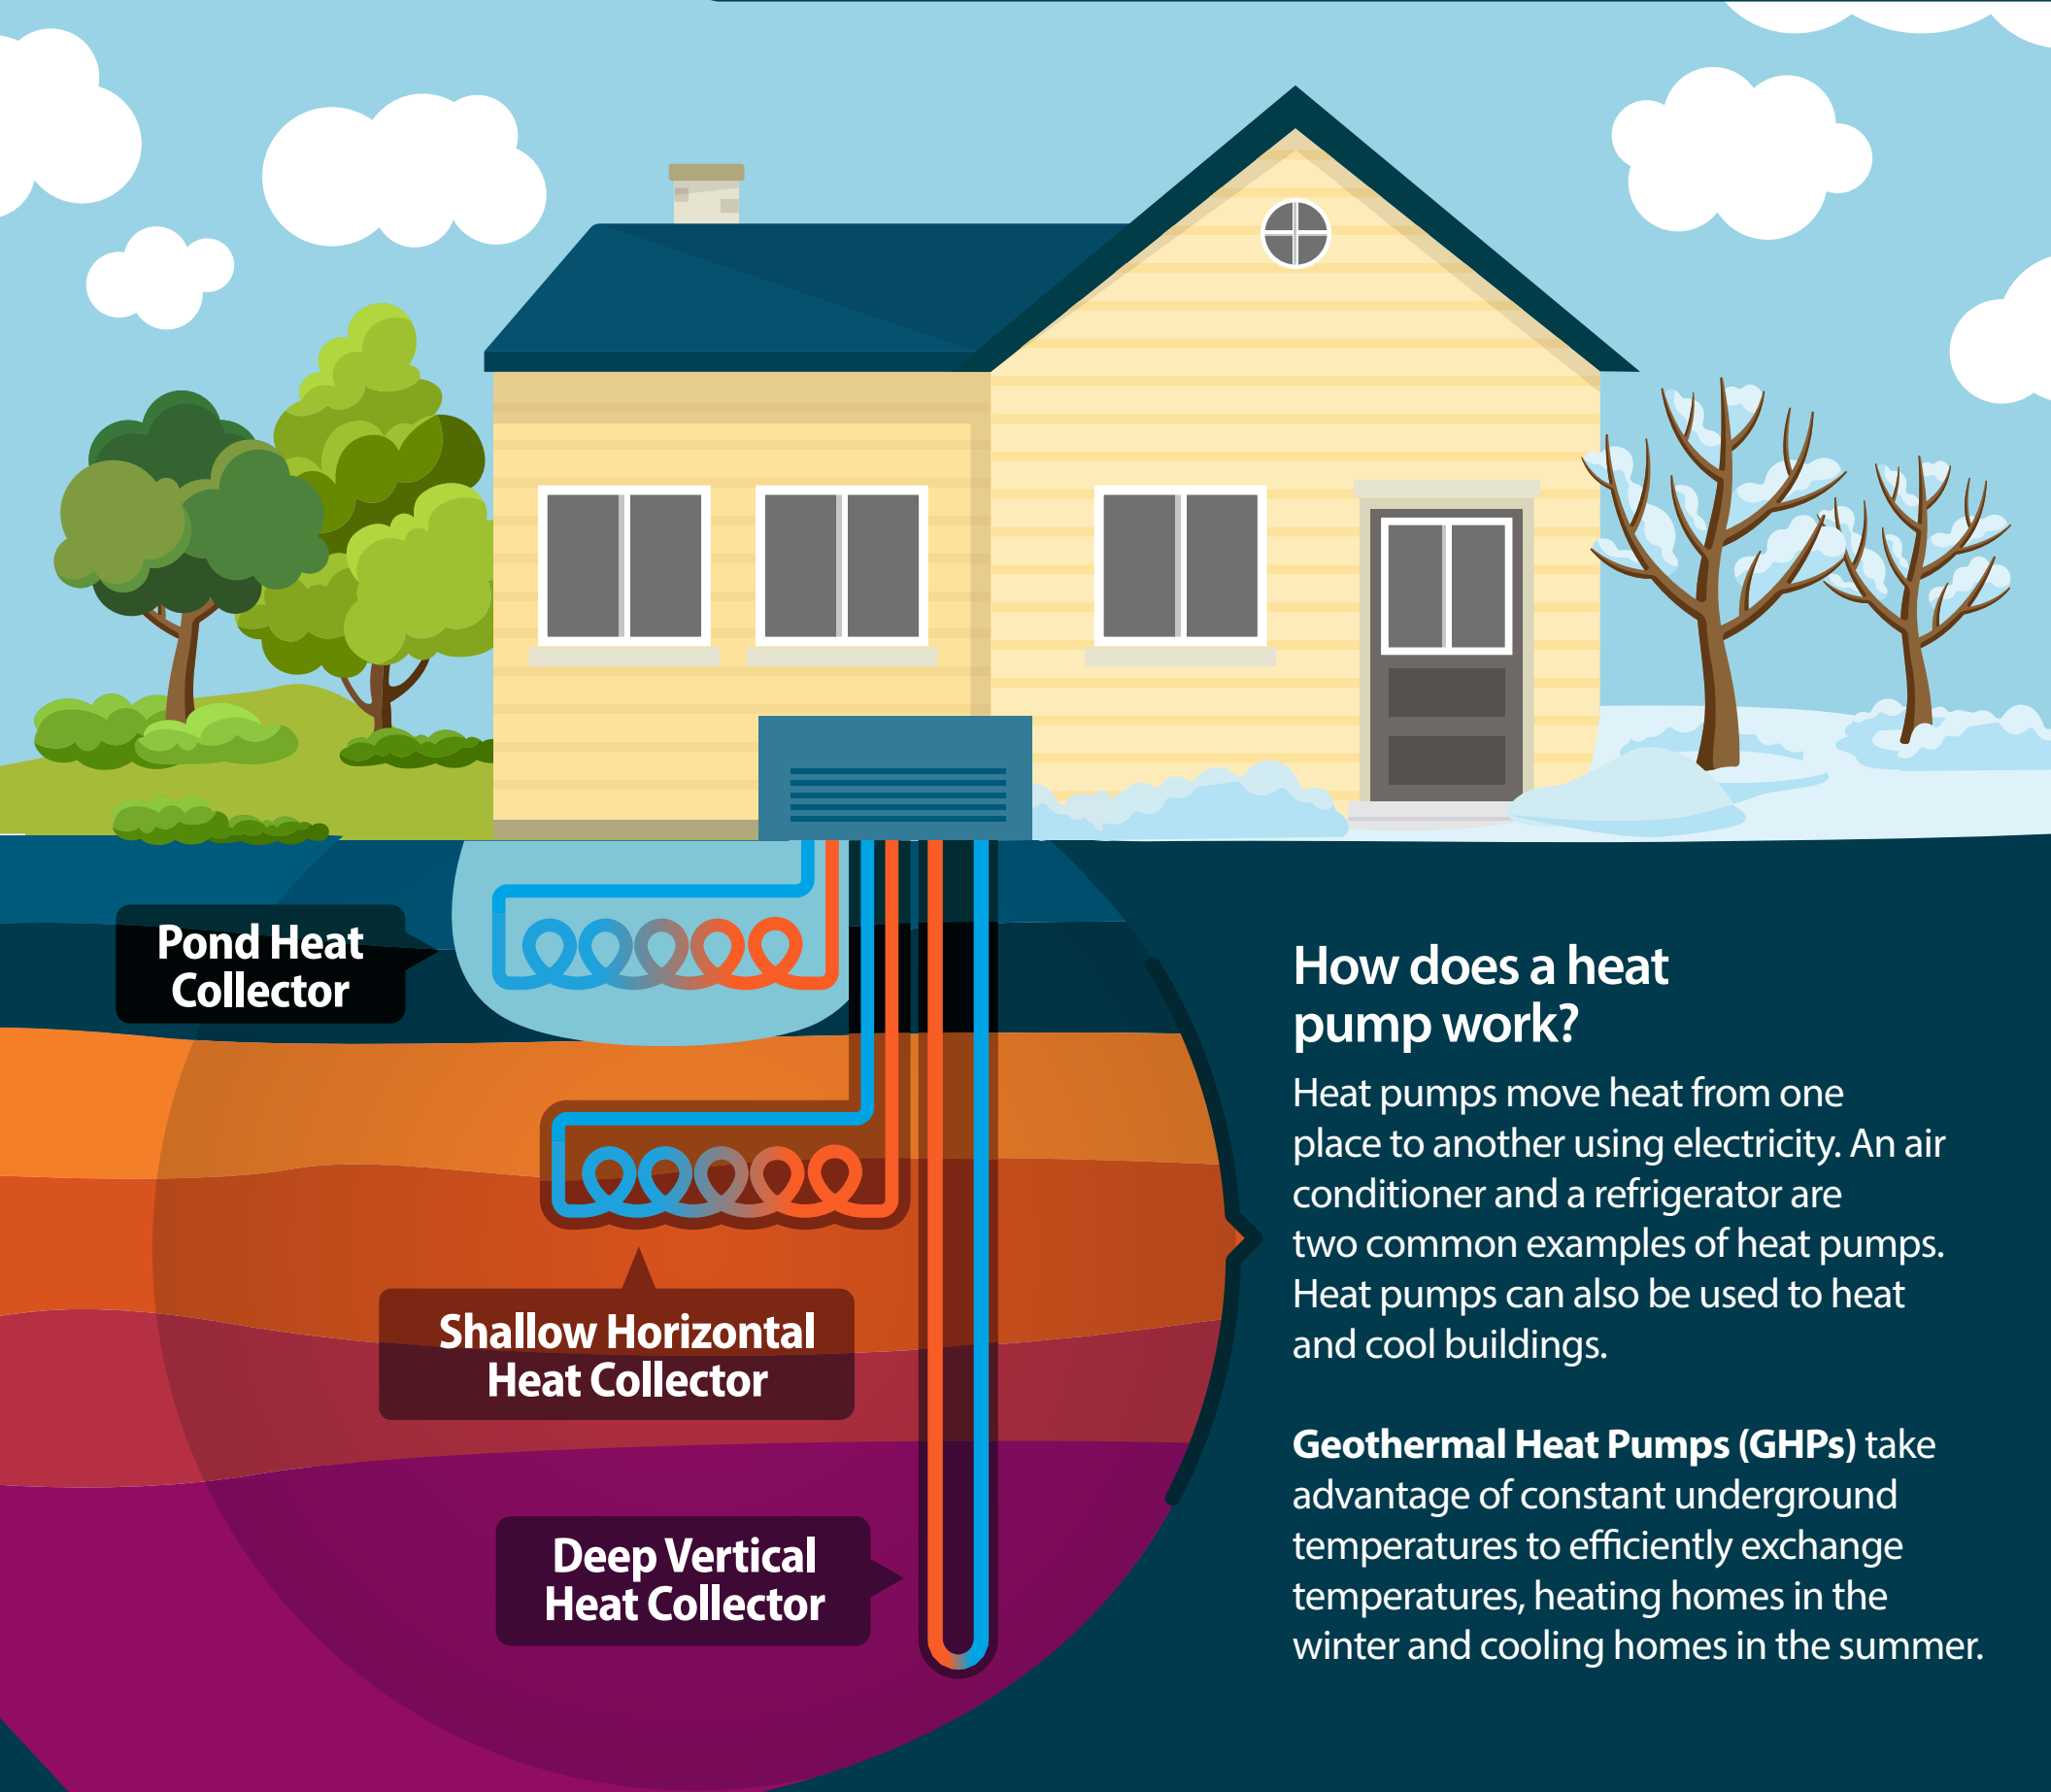 Pond Heat
Collector
Shallow Horizontal
Heat Collector
Deep Vertical
Heat Collector
How does a heat
pump work?
Heat pumps move heat from one
place to another using electricity. An air
conditioner and a refrigerator are
two common examples of heat pumps.
Heat pumps can also be used to heat
and cool buildings.
Geothermal Heat Pumps (GHPs) take
advantage of constant underground
temperatures to efficiently exchange
temperatures, heating homes in the
winter and cooling homes in the summer.